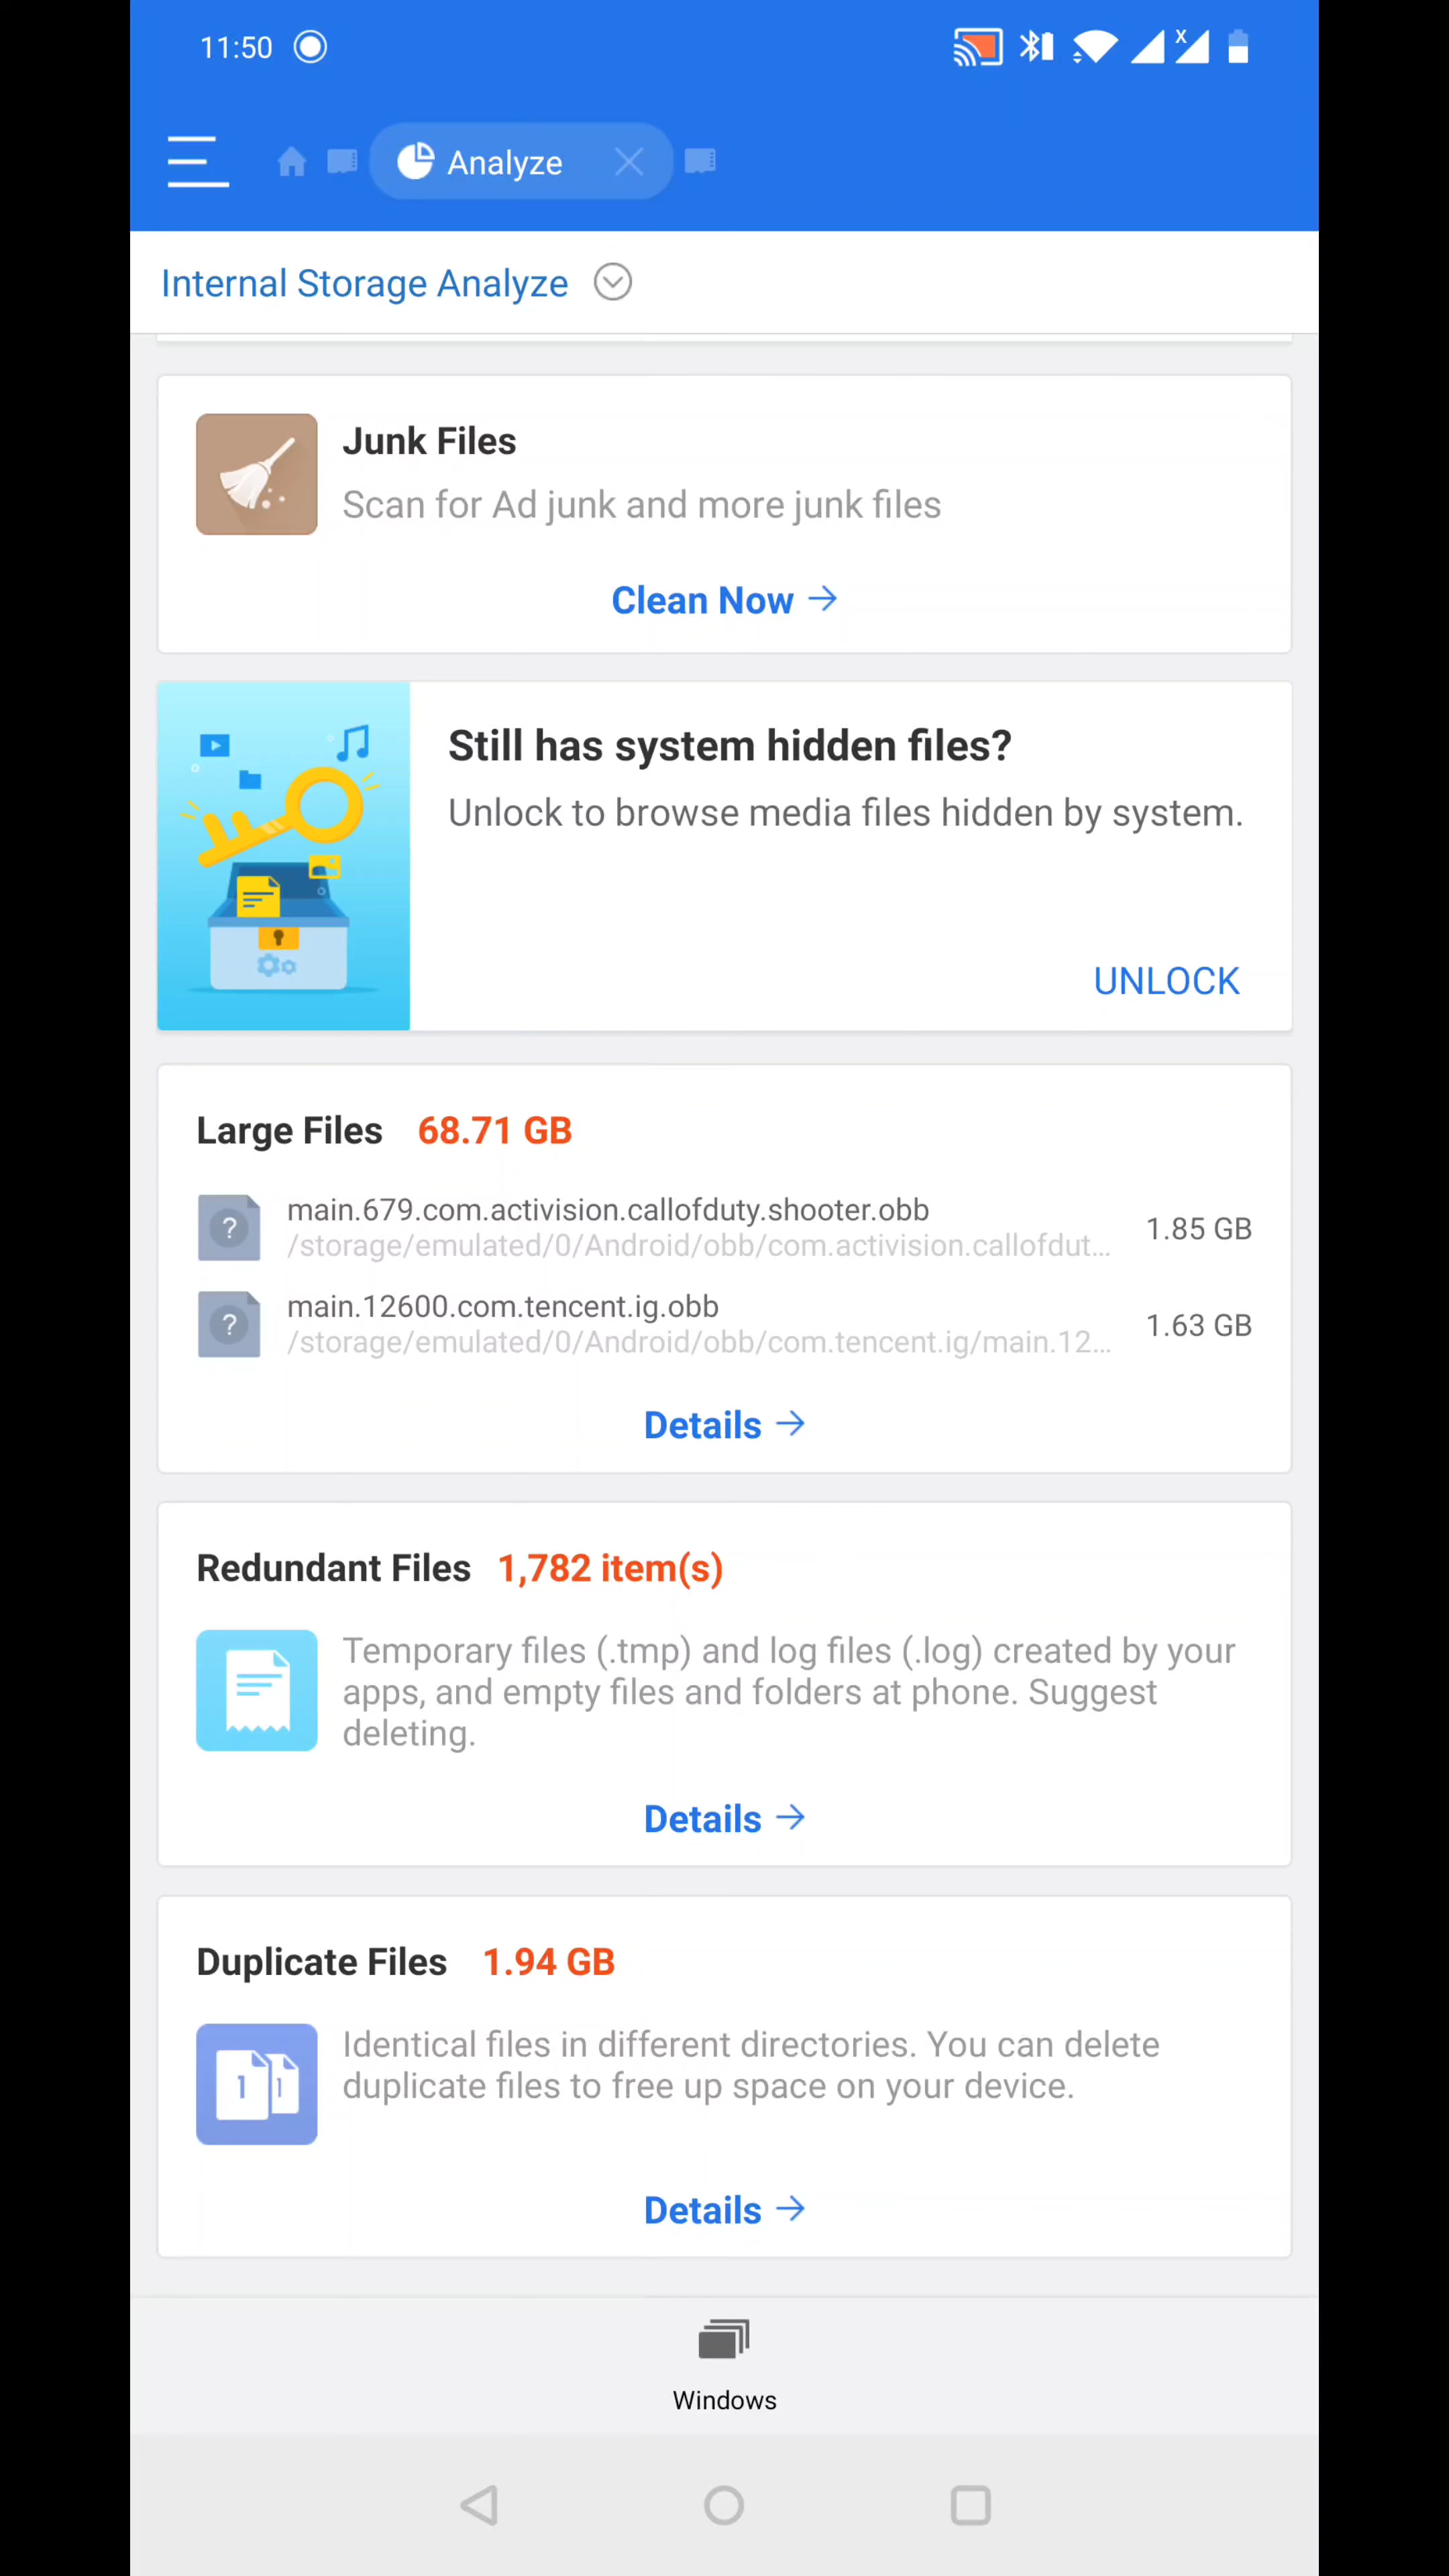 11:50
x
Analyze
Internal Storage Analyze
Junk Files
Scan for Ad junk and more junk files
Clean Now
Still has system hidden files?
Unlock to browse media files hidden by system.
UNLOCK
Large Files 68.71 GB
?
main.679.com.activision.callofduty.shooter.obb
/storage/emulated/0/Android/obb/com.activision.callofdut...
1.85 GB
?
main.12600.com.tencent.ig.obb
/storage/emulated/0/Android/obb/com.tencent.ig/main.12...
1.63 GB
Details
Redundant Files 1,782 item(s)
Temporary files (.tmp) and log files (.log) created by your
apps, and empty files and folders at phone. Suggest
deleting.
Details
Duplicate Files 1.94 GB
1 1
Identical files in different directories. You can delete
duplicate files to free up space on your device.
Details
Windows